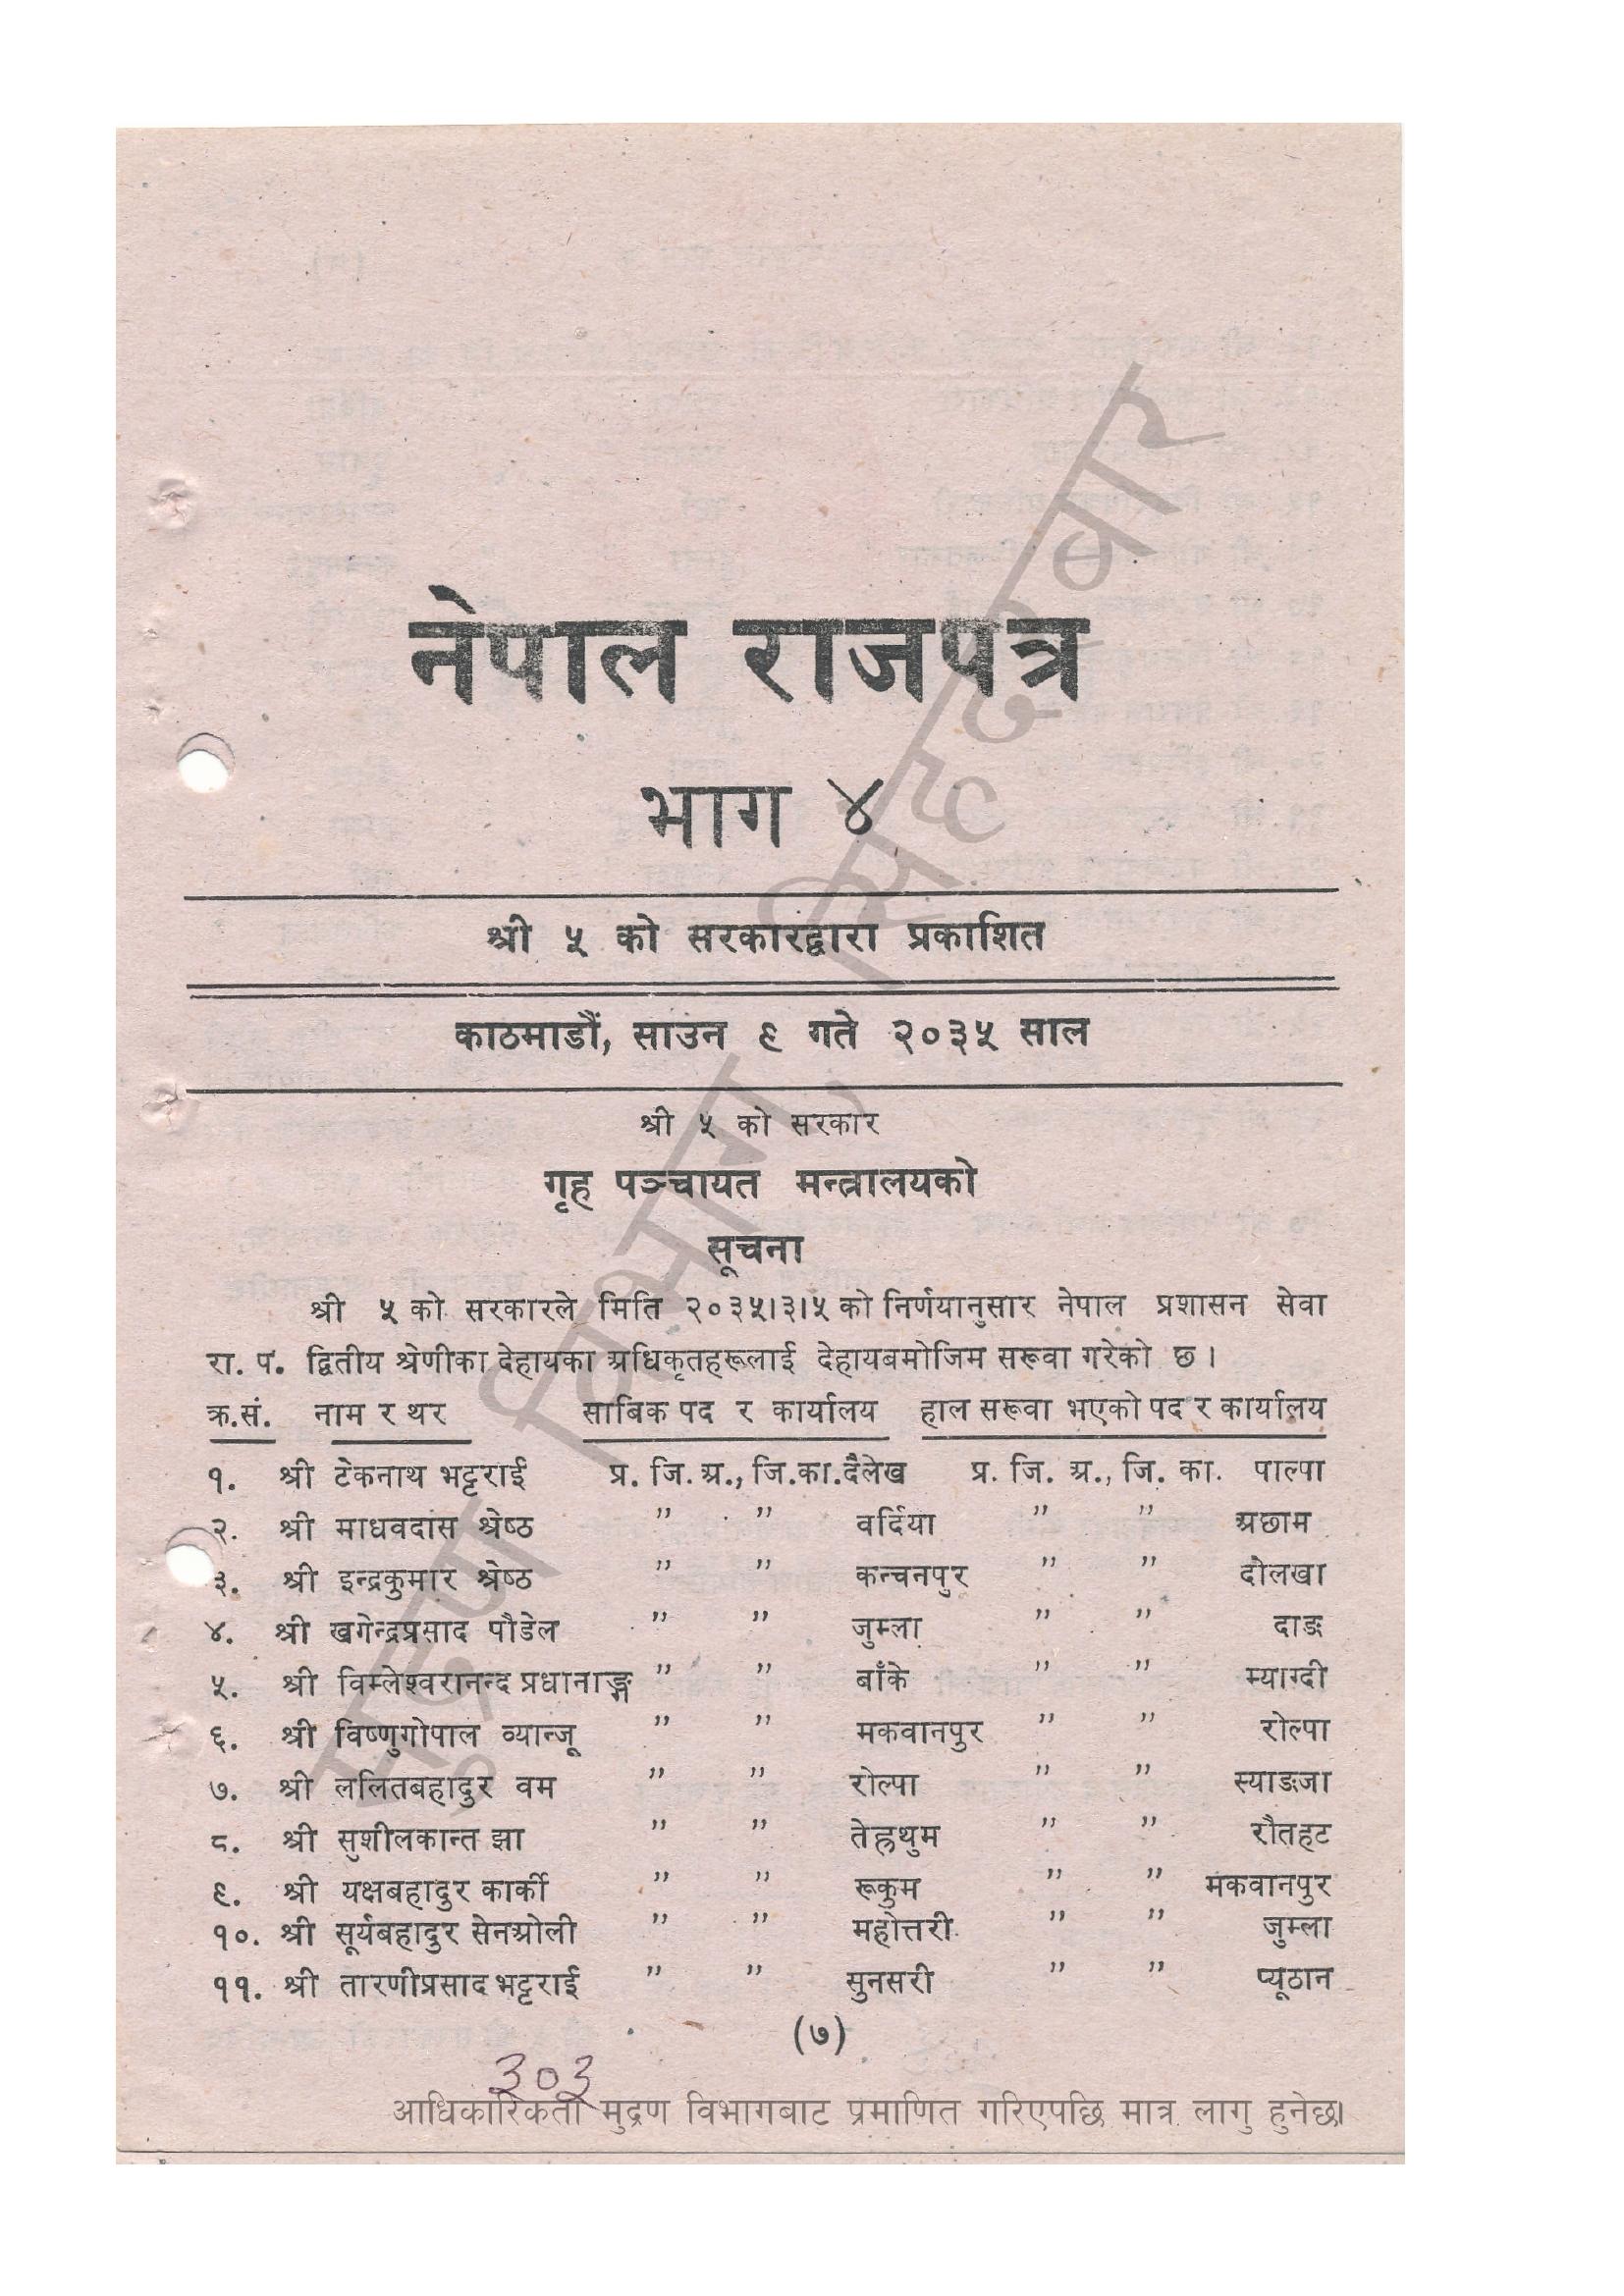 नेपाल राजपत्र
भाग ४
श्री ५ को सरकारद्वारा प्रकाशित
काठमाडौं, साउन ९ गते २०३५ साल
श्री ५ को सरकार
गृह पञ्चायत मन्त्रालयको
सूचना
श्री ५ को सरकारले मिति २०३५।३।५ को निर्णयानुसार नेपाल प्रशासन सेवा
रा. प. द्वितीय श्रेणीका देहायका अधिकृतहरूलाई देहायबमोजिम सरूवा गरेको छ ।
क्र.सं. नाम र थर साबिक पद र कार्यालय हाल सरूवा भएको पद र कार्यालय
१. श्री टेकनाथ भट्टराई प्र. जि. अ., जि.का.दैलेख प्र. जि. अ., जि. का. पाल्पा
२. श्री माधवदास श्रेष्ठ " " वर्दिया " " अछाम
३. श्री इन्द्रकुमार श्रेष्ठ " " कन्चनपुर " " दोलखा
४. श्री खगेन्द्रप्रसाद पौडेल " " जुम्ला " " दाङ
५. श्री विम्लेश्वरानन्द प्रधानाङ्ग " " बाँके " " म्याग्दी
६. श्री विष्णुगोपाल व्यान्जू " " मकवानपुर " " रोल्पा
७. श्री ललितबहादुर वम " " रोल्पा " " स्याङजा
८. श्री सुशीलकान्त झा " " तेह्रथुम " " रौतहट
९. श्री यक्षबहादुर कार्की " " रूकुम " " मकवानपुर
१०. श्री सूर्यबहादुर सेनओली " " महोत्तरी " " जुम्ला
११. श्री तारणीप्रसाद भट्टराई " " सुनसरी " " प्यूठान
(७)
३०३
आधिकारिकता मुद्रण विभागबाट प्रमाणित गरिएपछि मात्र लागु हुनेछ।
मुद्रण विभाग, सिंहदरबार